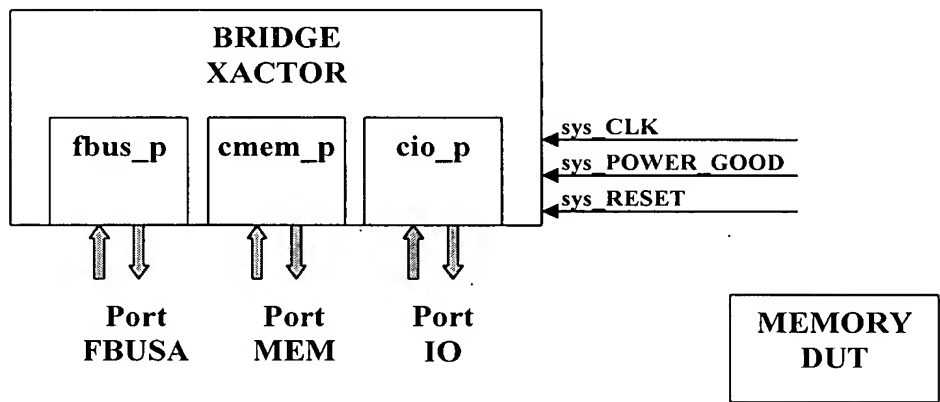 BRIDGE
XACTOR
fbus_p
cmem_p
cio_p
sys_CLK
sys_POWER_GOOD
sys_RESET
Port
FBUSA
Port
MEM
Port
IO
MEMORY
DUT